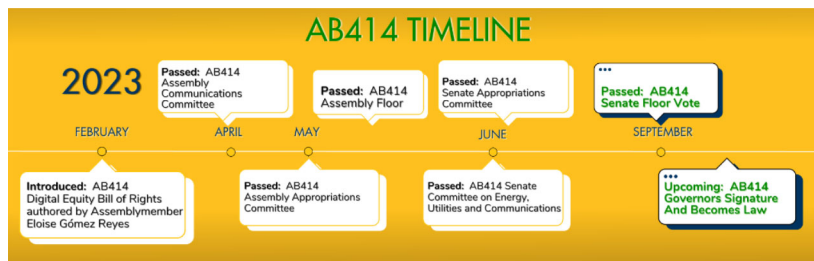 AB414 TIMELINE
2023
Passed: AB414
Assembly
Communications
Committee
Passed: AB414
Assembly Floor
Passed: AB414
Senate Appropriations
Committee
Passed: AB414
Senate Floor Vote
FEBRUARY
APRIL
MAY
JUNE
SEPTEMBER
Introduced: AB414
Digital Equity Bill of Rights
authored by Assemblymember
Eloise Gómez Reyes
Passed: AB414
Assembly Appropriations
Committee
Passed: AB414 Senate
Committee on Energy,
Utilities and Communications
Upcoming: AB414
Governors Signature
And Becomes Law